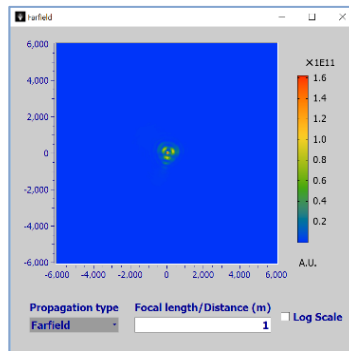 Farfield
×1E11
6,000
4,000
2,000
0
-2,000
-4,000
-6,000
-6,000 -4,000 -2,000 0 2,000 4,000 6,000
1.6
1.4
1.2
1.0
0.8
0.6
0.4
0.2
A.U.
Propagation type Focal length/Distance (m)
Farfield 1 Log Scale